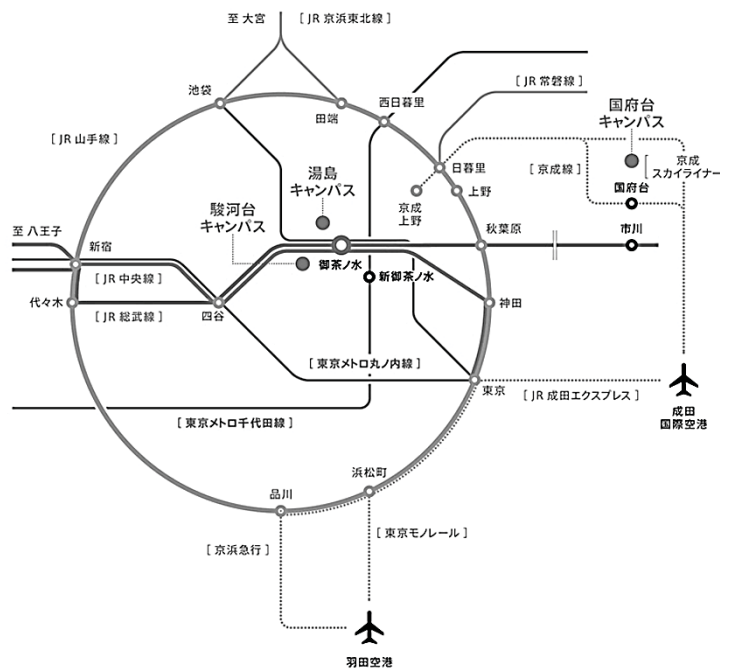 至 大宮
[ JR 京浜東北線 ]
池袋
田端
西日暮里
[ JR 常磐線 ]
国府台
キャンパス
[ JR 山手線 ]
日暮里
[ 京成線 ]
京成
スカイライナー
湯島
キャンパス
上野
京成
上野
国府台
駿河台
キャンパス
至 八王子
新宿
御茶ノ水
秋葉原
市川
[ JR 中央線 ]
新御茶ノ水
代々木
[ JR 総武線 ]
四谷
神田
[ 東京メトロ丸ノ内線 ]
東京
[ JR 成田エクスプレス ]
成田
国際空港
[ 東京メトロ千代田線 ]
浜松町
品川
[ 京浜急行 ]
[ 東京モノレール ]
羽田空港